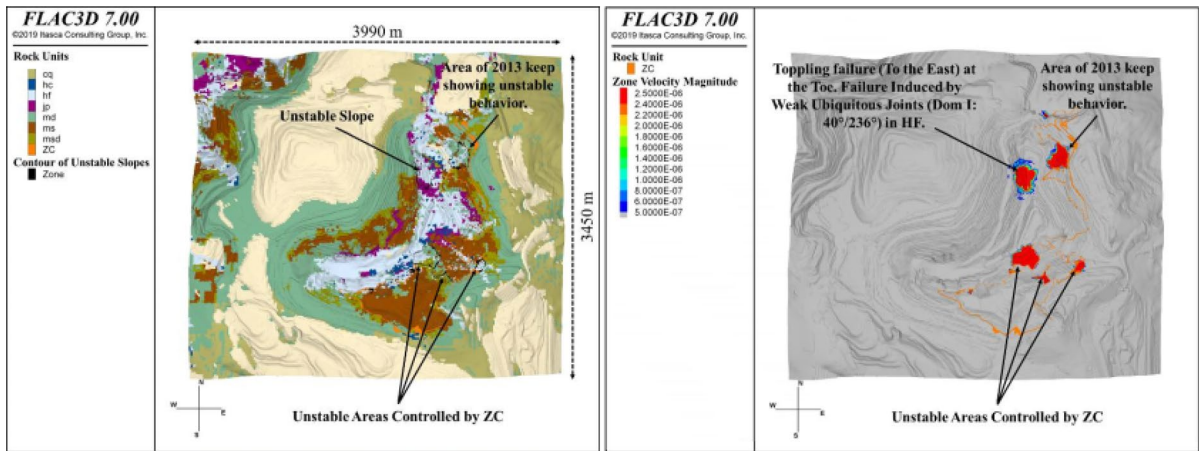 FLAC3D 7.00
©2019 Itasca Consulting Group, Inc.
Rock Units
cq
hc
hf
jp
md
ms
msd
ZC
Contour of Unstable Slopes
Zone
3990 m
Area of 2013 keep
showing unstable
behavior.
Unstable Slope
3450 m
Unstable Areas Controlled by ZC
N
W
E
S
FLAC3D 7.00
©2019 Itasca Consulting Group, Inc.
Rock Unit
ZC
Zone Velocity Magnitude
2.5000E-06
2.4000E-06
2.2000E-06
2.0000E-06
1.8000E-06
1.6000E-06
1.4000E-06
1.2000E-06
1.0000E-06
8.0000E-07
6.0000E-07
5.0000E-07
Toppling failure (To the East) at
the Toe. Failure Induced by
Weak Ubiquitous Joints (Dom I:
40°/236°) in HF.
Area of 2013 keep
showing unstable
behavior.
Unstable Areas Controlled by ZC
N
W
E
S